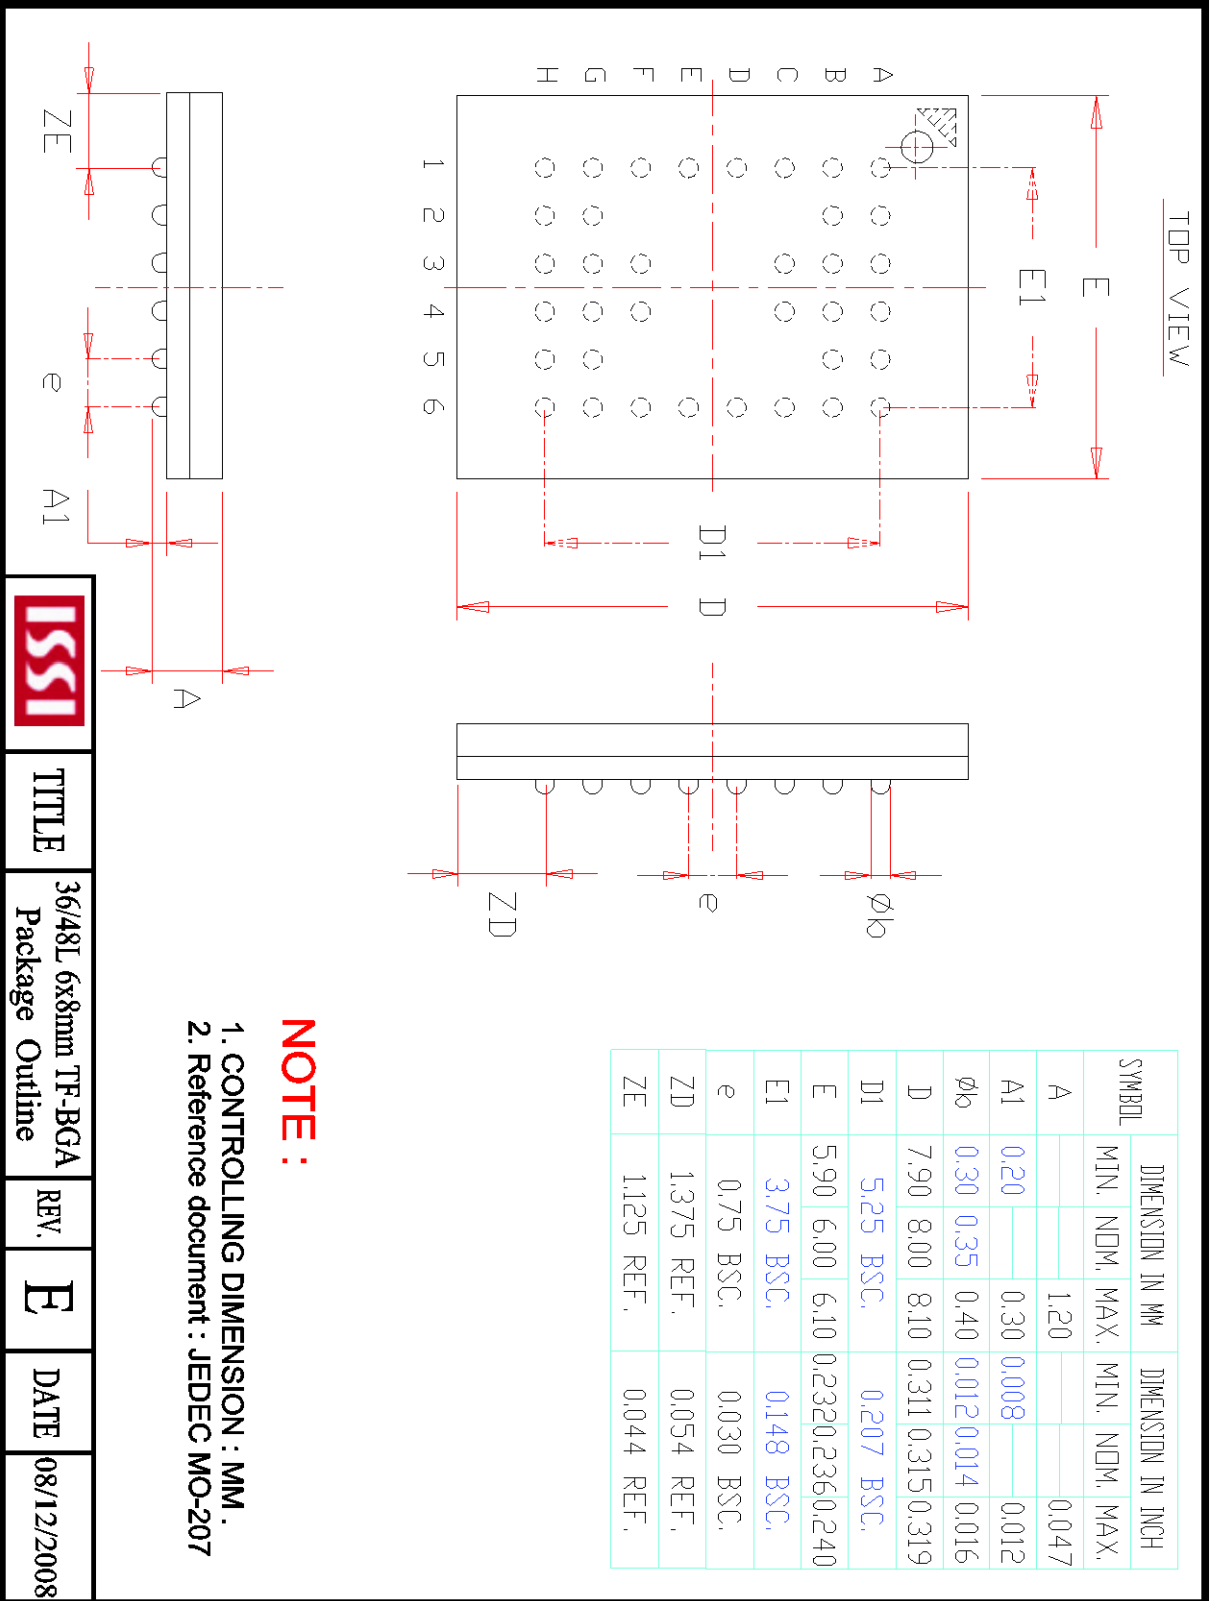 TOP VIEW
E
E1
A
B
C
D
E
F
G
H
1
2
3
4
5
6
D1
D
ZE
e
A1
A
Øb
e
ZD
SYMBOL DIMENSION IN MM DIMENSION IN INCH
MIN. NOM. MAX. MIN. NOM. MAX.
A 1.20 0.047
A1 0.20 0.30 0.008 0.012
Øb 0.30 0.35 0.40 0.012 0.014 0.016
D 7.90 8.00 8.10 0.311 0.315 0.319
D1 5.25 BSC. 0.207 BSC.
E 5.90 6.00 6.10 0.232 0.236 0.240
E1 3.75 BSC. 0.148 BSC.
e 0.75 BSC. 0.030 BSC.
ZD 1.375 REF. 0.054 REF.
ZE 1.125 REF. 0.044 REF.
NOTE :
1. CONTROLLING DIMENSION : MM .
2. Reference document : JEDEC MO-207
ISSI
TITLE
36/48L 6x8mm TF-BGA
Package Outline
REV.
E
DATE
08/12/2008